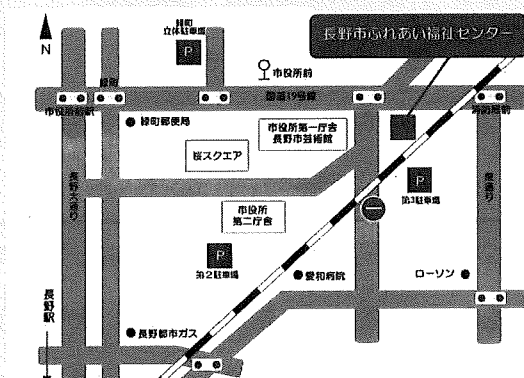 N
緑町
立体駐車場
P
長野市ふれあい福祉センター
市役所前
緑町
国道19号線
市役所前駅
緑町郵便局
市役所第一庁舎
長野市芸術館
桜スクエア
長野大通り
P
第3駐車場
市役所
第二庁舎
P
第2駐車場
愛和病院
ローソン
長野駅
長野都市ガス